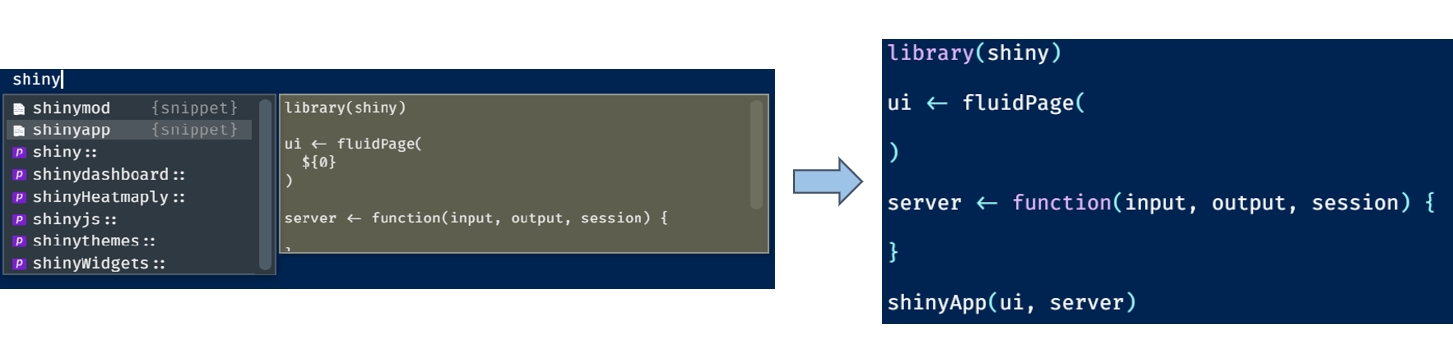 shiny
shinymod {snippet}
shinyapp {snippet}
shiny::
shinydashboard::
shinyHeatmaply::
shinyjs::
shinythemes::
shinyWidgets::
library(shiny)
ui <- fluidPage(
${0}
)
server <- function(input, output, session) {
library(shiny)
ui <- fluidPage(
)
server <- function(input, output, session) {
}
shinyApp(ui, server)